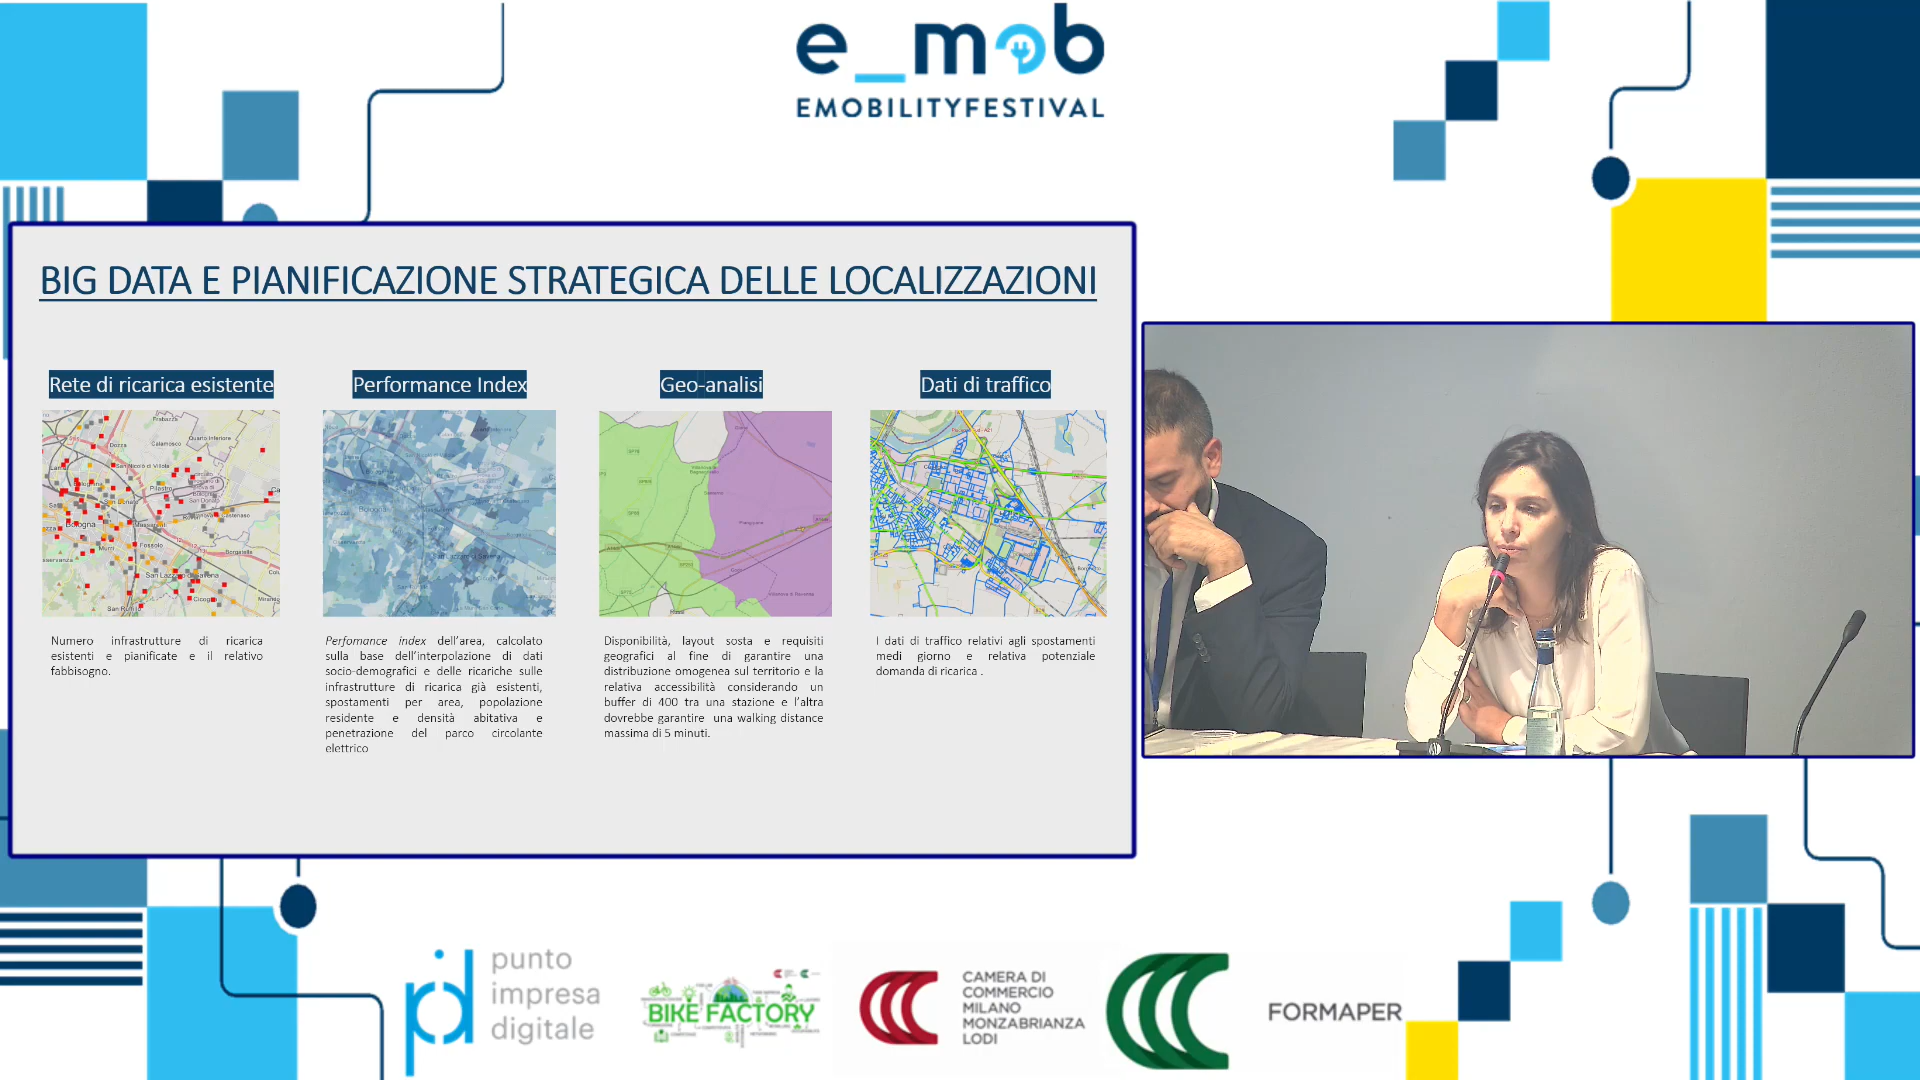 e_mob
EMOBILITYFESTIVAL
BIG DATA E PIANIFICAZIONE STRATEGICA DELLE LOCALIZZAZIONI
Rete di ricarica esistente
Numero infrastrutture di ricarica
esistenti e pianificate e il relativo
fabbisogno.
Performance Index
Perfomance index dell'area, calcolato
sulla base dell'interpolazione di dati
socio-demografici e delle ricariche sulle
infrastrutture di ricarica già esistenti,
spostamenti per area, popolazione
residente e densità abitativa e
penetrazione del parco circolante
elettrico
Geo-analisi
Disponibilità, layout sosta e requisiti
geografici al fine di garantire una
distribuzione omogenea sul territorio e la
relativa accessibilità considerando un
buffer di 400 tra una stazione e l'altra
dovrebbe garantire una walking distance
massima di 5 minuti.
Dati di traffico
I dati di traffico relativi agli spostamenti
medi giorno e relativa potenziale
domanda di ricarica .
punto
impresa
digitale
BIKE FACTORY
CAMERA DI
COMMERCIO
MILANO
MONZABRIANZA
LODI
FORMAPER